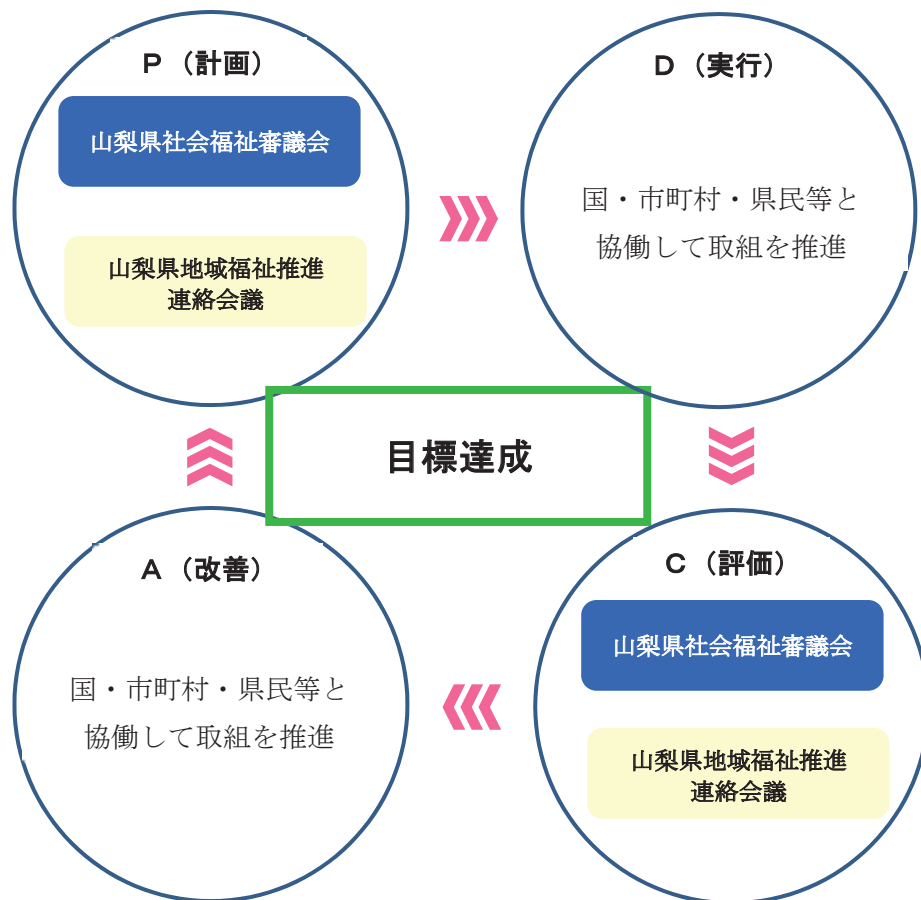 P（計画）
山梨県社会福祉審議会
山梨県地域福祉推進
連絡会議
D（実行）
国・市町村・県民等と
協働して取組を推進
目標達成
A（改善）
国・市町村・県民等と
協働して取組を推進
C（評価）
山梨県社会福祉審議会
山梨県地域福祉推進
連絡会議